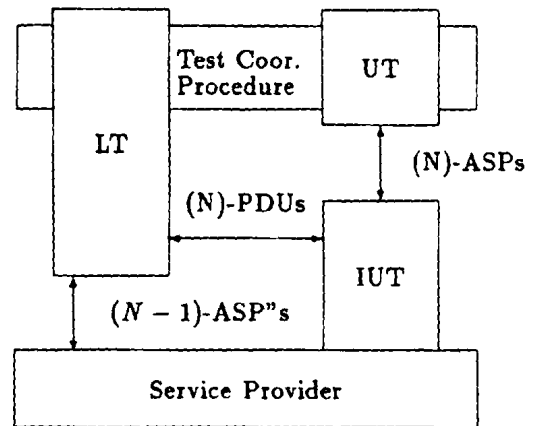 Test Coor.
Procedure
UT
LT
(N)-ASPs
(N)-PDUs
IUT
(N − 1)-ASP”s
Service Provider